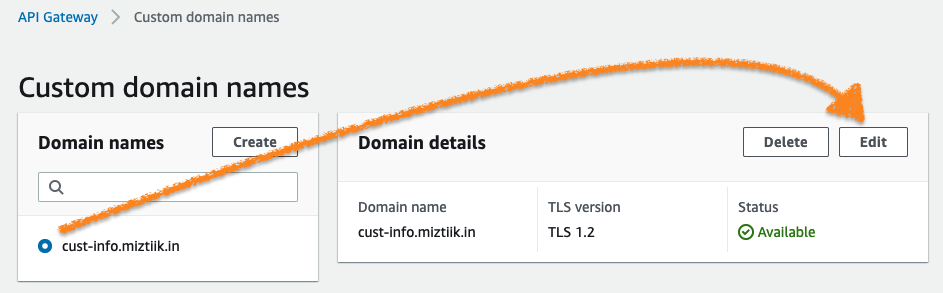 API Gateway > Custom domain names
Custom domain names
Domain names
Create
cust-info.miztiik.in
Domain details
Delete
Edit
Domain name
cust-info.miztiik.in
TLS version
TLS 1.2
Status
Available